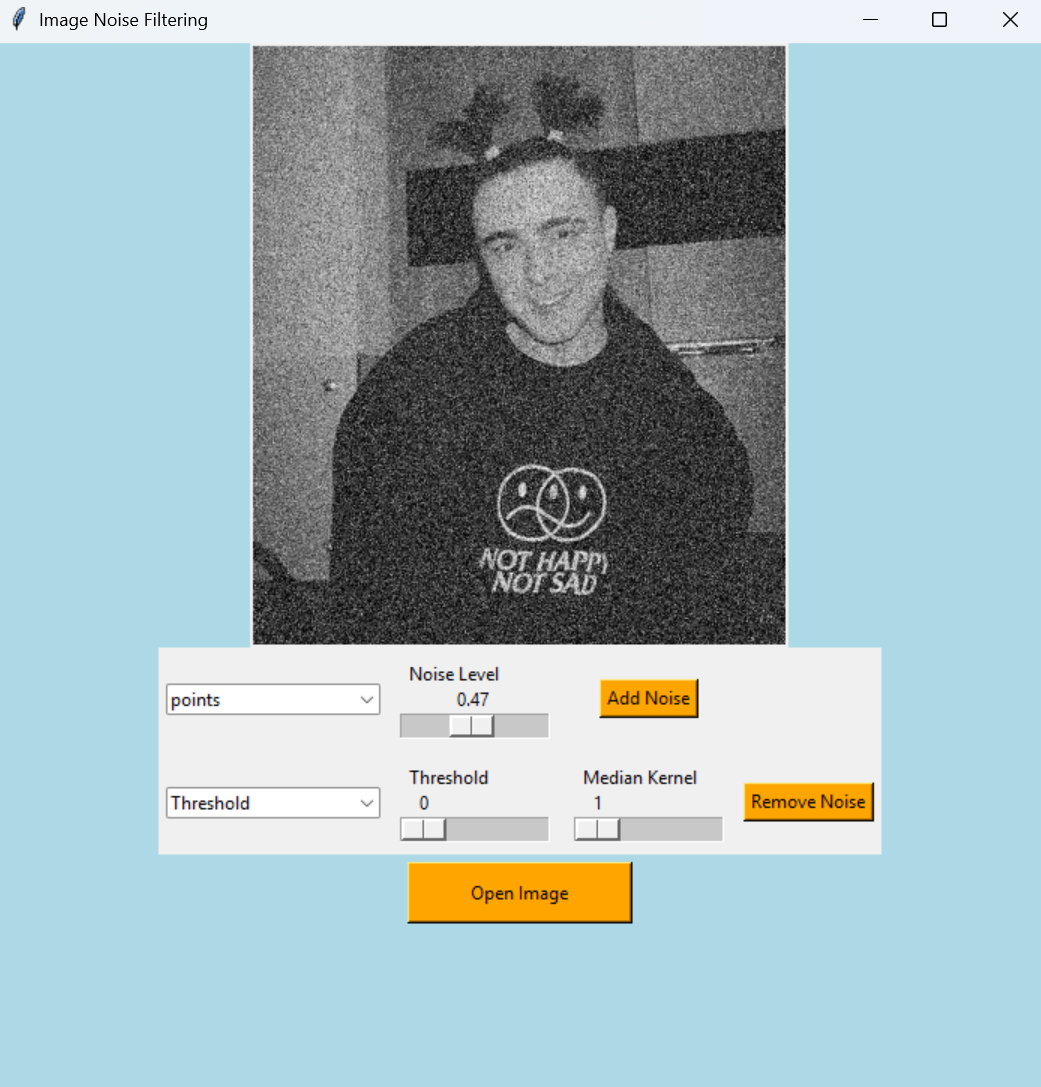 Image Noise Filtering
NOT HAPPY
NOT SAD
Noise Level
points
0.47
Add Noise
Threshold
Median Kernel
Threshold
0
1
Remove Noise
Open Image